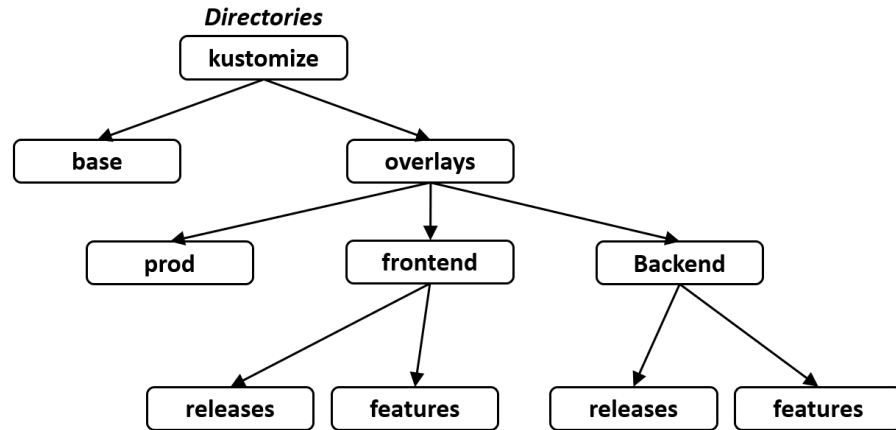 Directories
kustomize
base
overlays
prod
frontend
Backend
releases
features
releases
features